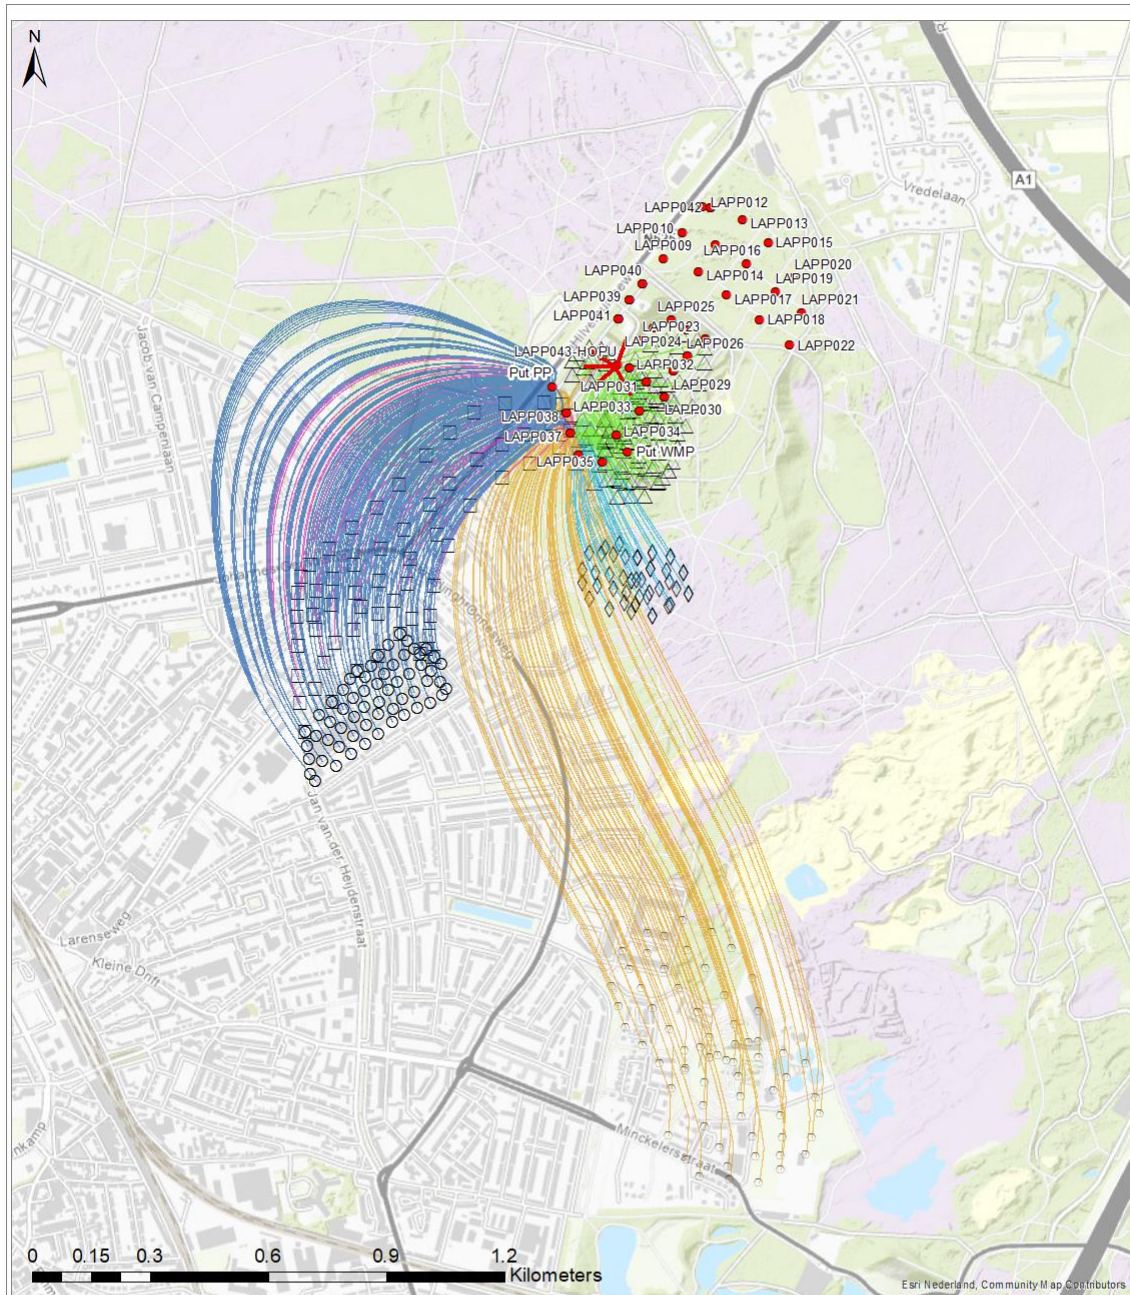 N
A1
Vredelaan
LAPP042
LAPP012
LAPP013
LAPP010
LAPP009
LAPP016
LAPP015
LAPP020
LAPP040
LAPP014
LAPP019
LAPP039
LAPP025
LAPP017
LAPP021
LAPP041
LAPP023
LAPP018
LAPP024
LAPP026
LAPP022
LAPP043-HOPU
LAPP032
Put PP
LAPP031
LAPP029
LAPP038
LAPP033
LAPP030
LAPP037
LAPP034
LAPP035
Put WMP
Jacob van Campenlaan
Jan van der Heijdenstraat
Larenseweg
Kleine Drift
Minckelersstraat
nkamp
0 0.15 0.3 0.6 0.9 1.2
Kilometers
Esri Nederland, Community Map Contributors